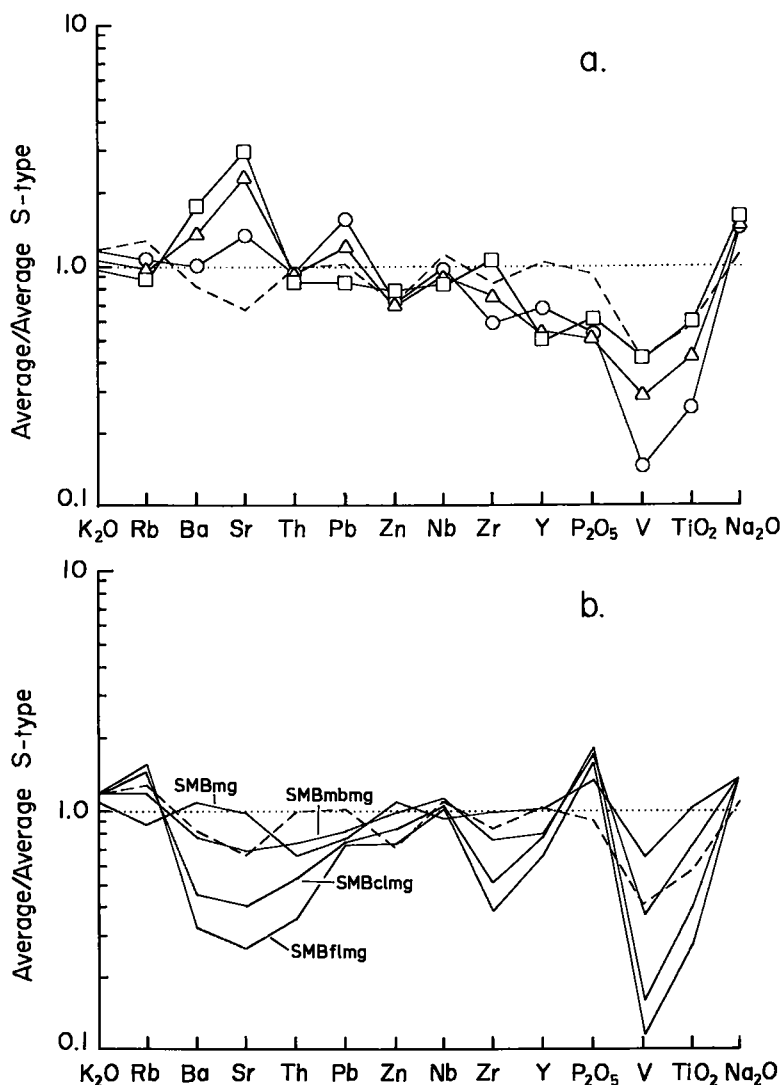 10
a.
Average/Average S-type
1.0
0.1
K₂O Rb Ba Sr Th Pb Zn Nb Zr Y P₂O₅ V TiO₂ Na₂O
10
b.
Average/Average S-type
SMBmg
SMBmbmg
1.0
SMBclmg
SMBflmg
0.1
K₂O Rb Ba Sr Th Pb Zn Nb Zr Y P₂O₅ V TiO₂ Na₂O